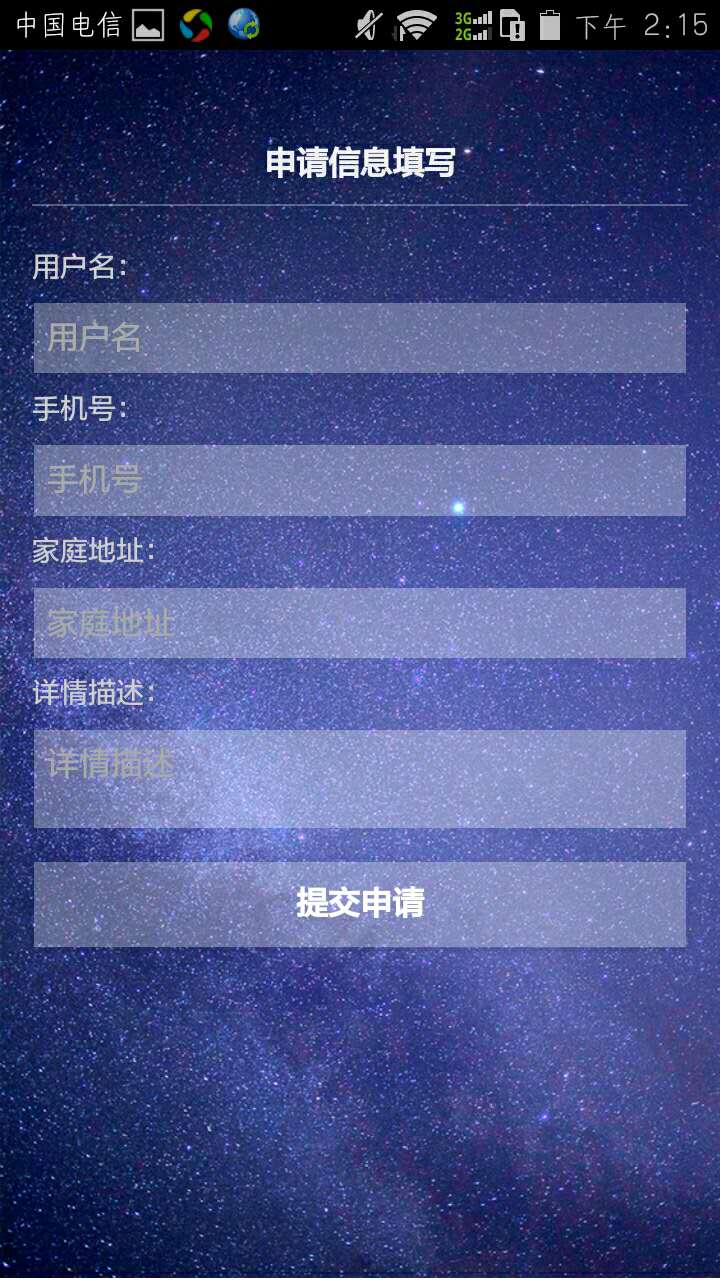 中国电信 3G 2G 下午 2:15
申请信息填写
用户名：
用户名
手机号：
手机号
家庭地址：
家庭地址
详情描述：
详情描述
提交申请